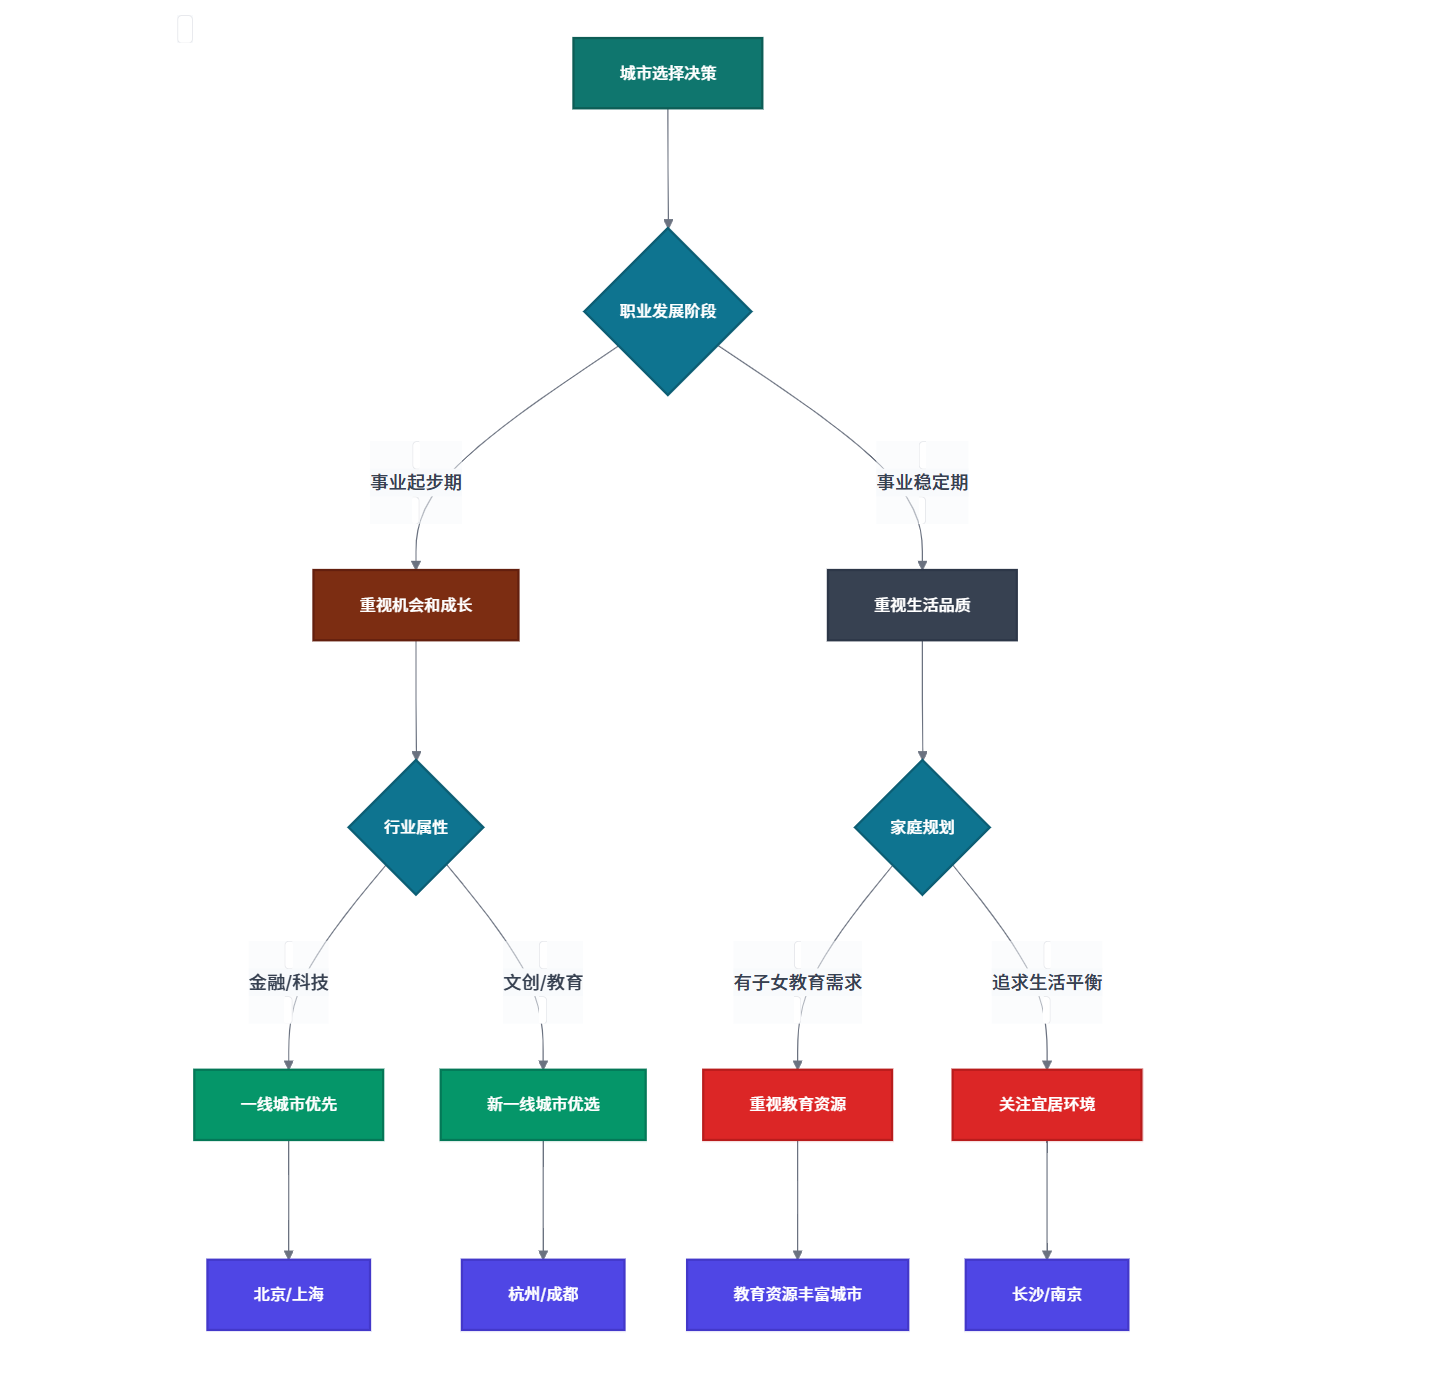 城市选择决策
职业发展阶段
事业起步期
事业稳定期
重视机会和成长
重视生活品质
行业属性
家庭规划
金融/科技
文创/教育
有子女教育需求
追求生活平衡
一线城市优先
新一线城市优选
重视教育资源
关注宜居环境
北京/上海
杭州/成都
教育资源丰富城市
长沙/南京